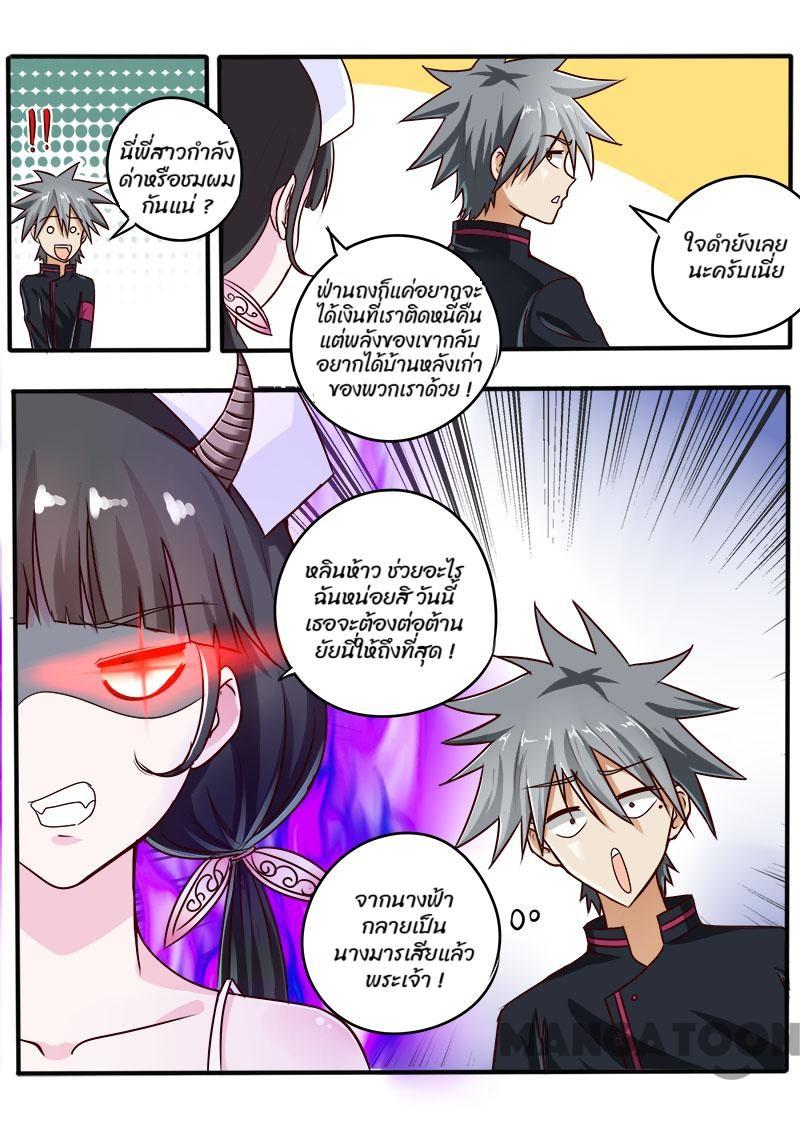 !!
นี่พี่สาวกำลัง
ด่าหรือชมผม
กันแน่ ?
ฟ่านถงก็แค่อยากจะ
ได้เงินที่เราติดหนี้คืน
แต่พลังของเขากลับ
อยากได้บ้านหลังเก่า
ของพวกเราด้วย !
ใจดำยังเลย
นะครับเนี่ย
หลินห้าว ช่วยอะไร
ฉันหน่อยสิ วันนี้
เธอจะต้องต่อต้าน
ยัยนี่ให้ถึงที่สุด !
จากนางฟ้า
กลายเป็น
นางมารเสียแล้ว
พระเจ้า !
MANGATOON